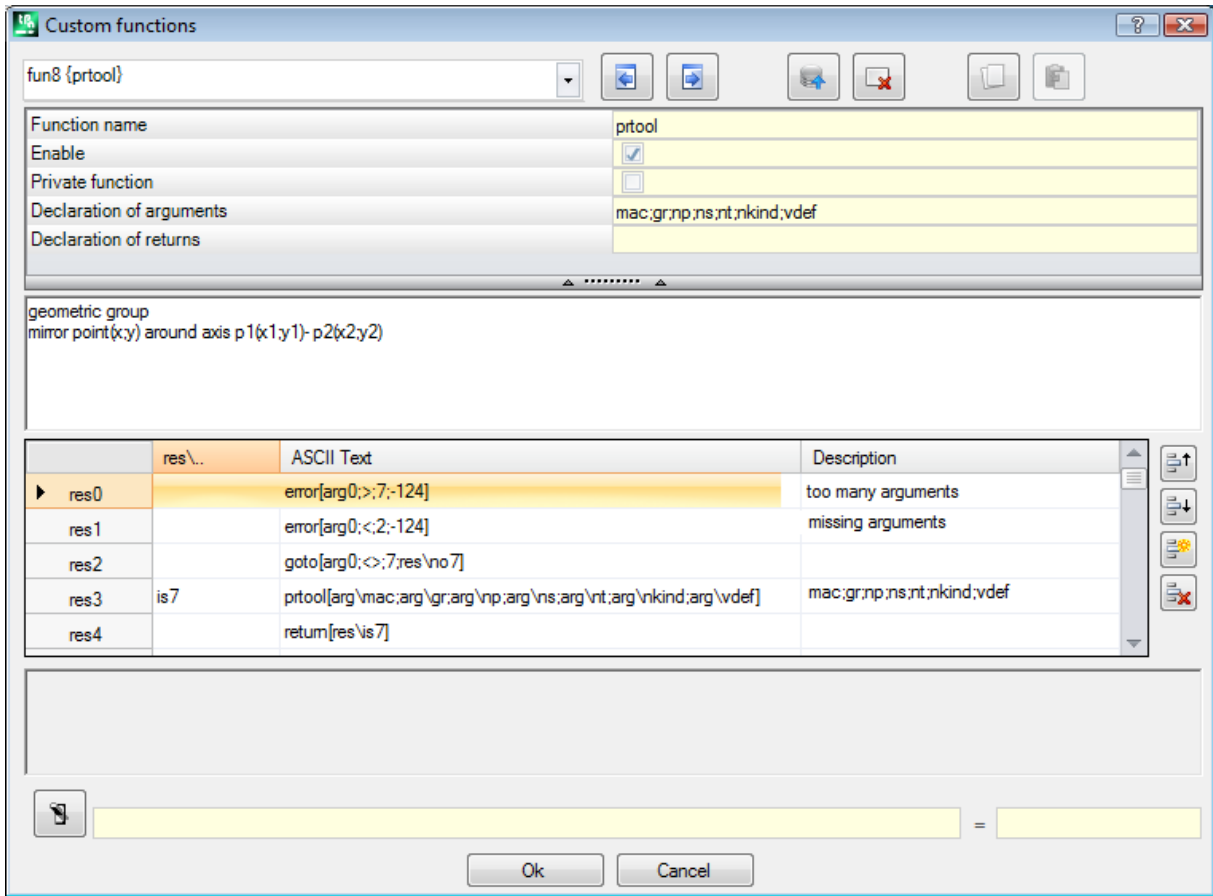 Custom functions
fun8 {prtool}
Function name prtool
Enable
Private function
Declaration of arguments mac;gr;np;ns;nt;nkind;vdef
Declaration of returns
geometric group
mirror point(x;y) around axis p1(x1;y1)- p2(x2;y2)
res\.. ASCII Text Description
res0 error[arg0;>;7;-124] too many arguments
res1 error[arg0;<;2;-124] missing arguments
res2 goto[arg0;<>;7;res\no7]
res3 is7 prtool[arg\mac;arg\gr;arg\np;arg\ns;arg\nt;arg\nkind;arg\vdef] mac;gr;np;ns;nt;nkind;vdef
res4 return[res\is7]
=
Ok Cancel